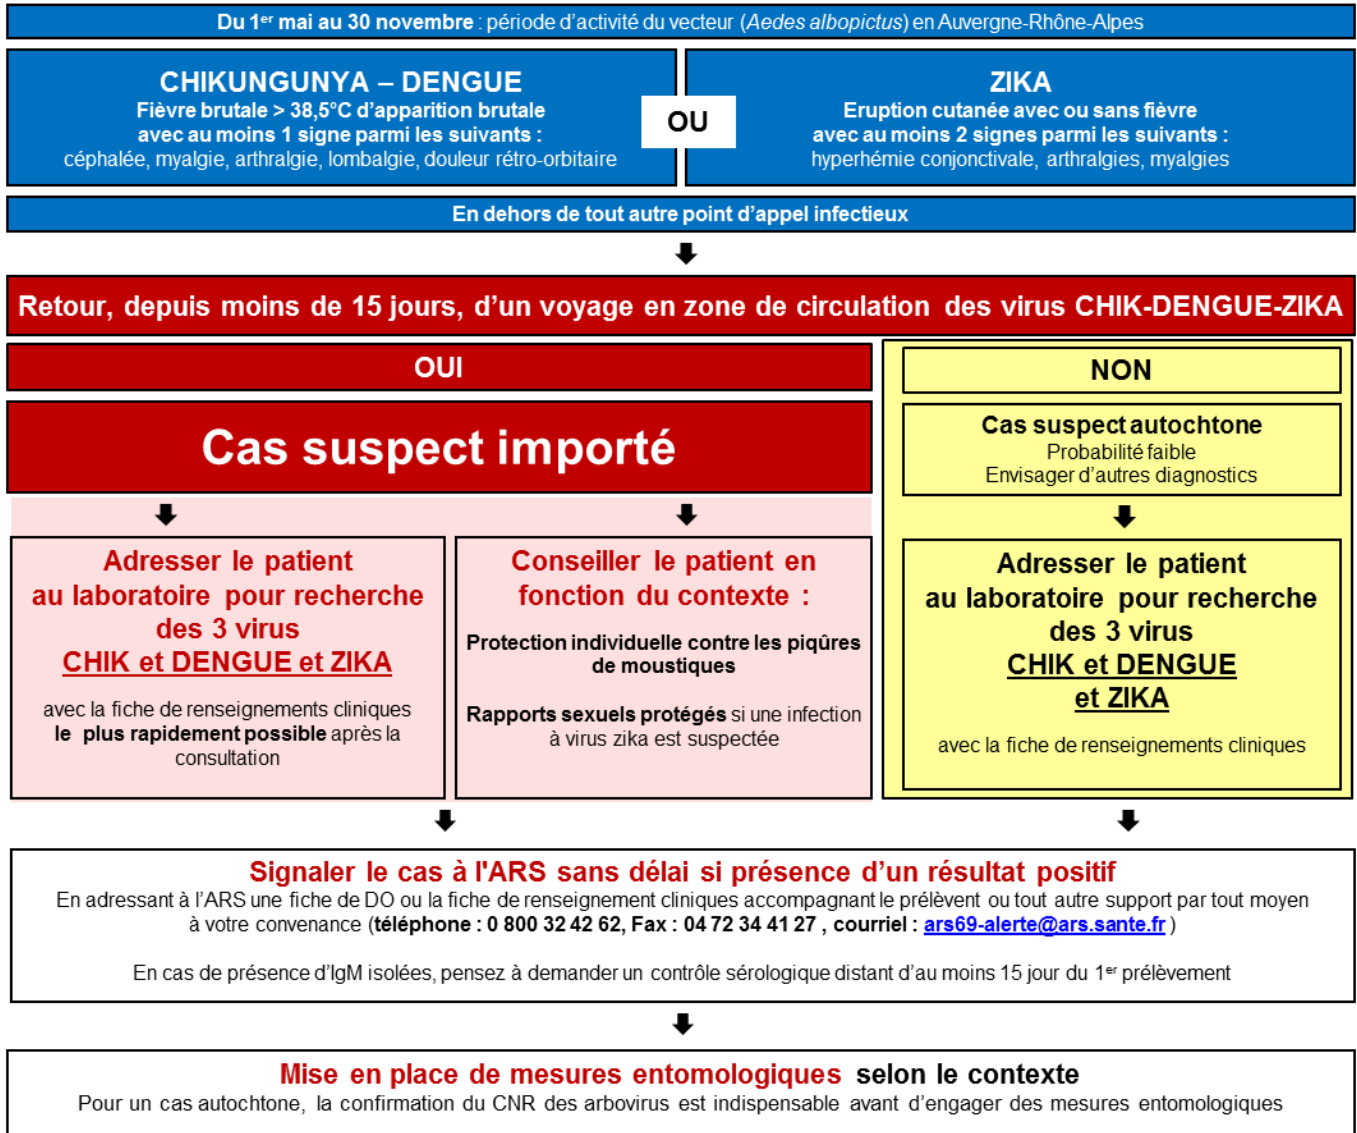 Du 1er mai au 30 novembre : période d'activité du vecteur (Aedes albopictus) en Auvergne-Rhône-Alpes
CHIKUNGUNYA – DENGUE
Fièvre brutale > 38,5°C d'apparition brutale
avec au moins 1 signe parmi les suivants :
céphalée, myalgie, arthralgie, lombalgie, douleur rétro-orbitaire
OU
ZIKA
Eruption cutanée avec ou sans fièvre
avec au moins 2 signes parmi les suivants :
hyperhémie conjonctivale, arthralgies, myalgies
En dehors de tout autre point d'appel infectieux
Retour, depuis moins de 15 jours, d'un voyage en zone de circulation des virus CHIK-DENGUE-ZIKA
OUI
Cas suspect importé
Adresser le patient
au laboratoire pour recherche
des 3 virus
CHIK et DENGUE et ZIKA
avec la fiche de renseignements cliniques
le plus rapidement possible après la
consultation
Conseiller le patient en
fonction du contexte :
Protection individuelle contre les piqûres
de moustiques
Rapports sexuels protégés si une infection
à virus zika est suspectée
NON
Cas suspect autochtone
Probabilité faible
Envisager d'autres diagnostics
Adresser le patient
au laboratoire pour recherche
des 3 virus
CHIK et DENGUE
et ZIKA
avec la fiche de renseignements cliniques
Signaler le cas à l'ARS sans délai si présence d'un résultat positif
En adressant à l'ARS une fiche de DO ou la fiche de renseignement cliniques accompagnant le prélèvent ou tout autre support par tout moyen
à votre convenance (téléphone : 0 800 32 42 62, Fax : 04 72 34 41 27 , courriel : ars69-alerte@ars.sante.fr )
En cas de présence d'IgM isolées, pensez à demander un contrôle sérologique distant d'au moins 15 jour du 1er prélèvement
Mise en place de mesures entomologiques selon le contexte
Pour un cas autochtone, la confirmation du CNR des arbovirus est indispensable avant d'engager des mesures entomologiques